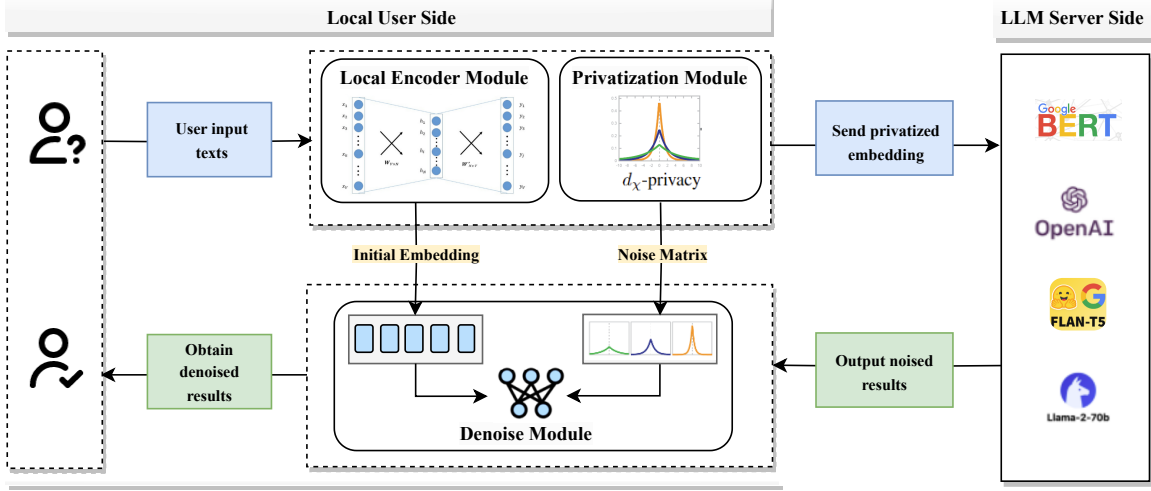 Local User Side
LLM Server Side
Local Encoder Module
Privatization Module
User input
texts
Send privatized
embedding
dχ-privacy
Google
BERT
OpenAI
Initial Embedding
Noise Matrix
FLAN-T5
Obtain
denoised
results
Output noised
results
Llama-2-70b
Denoise Module